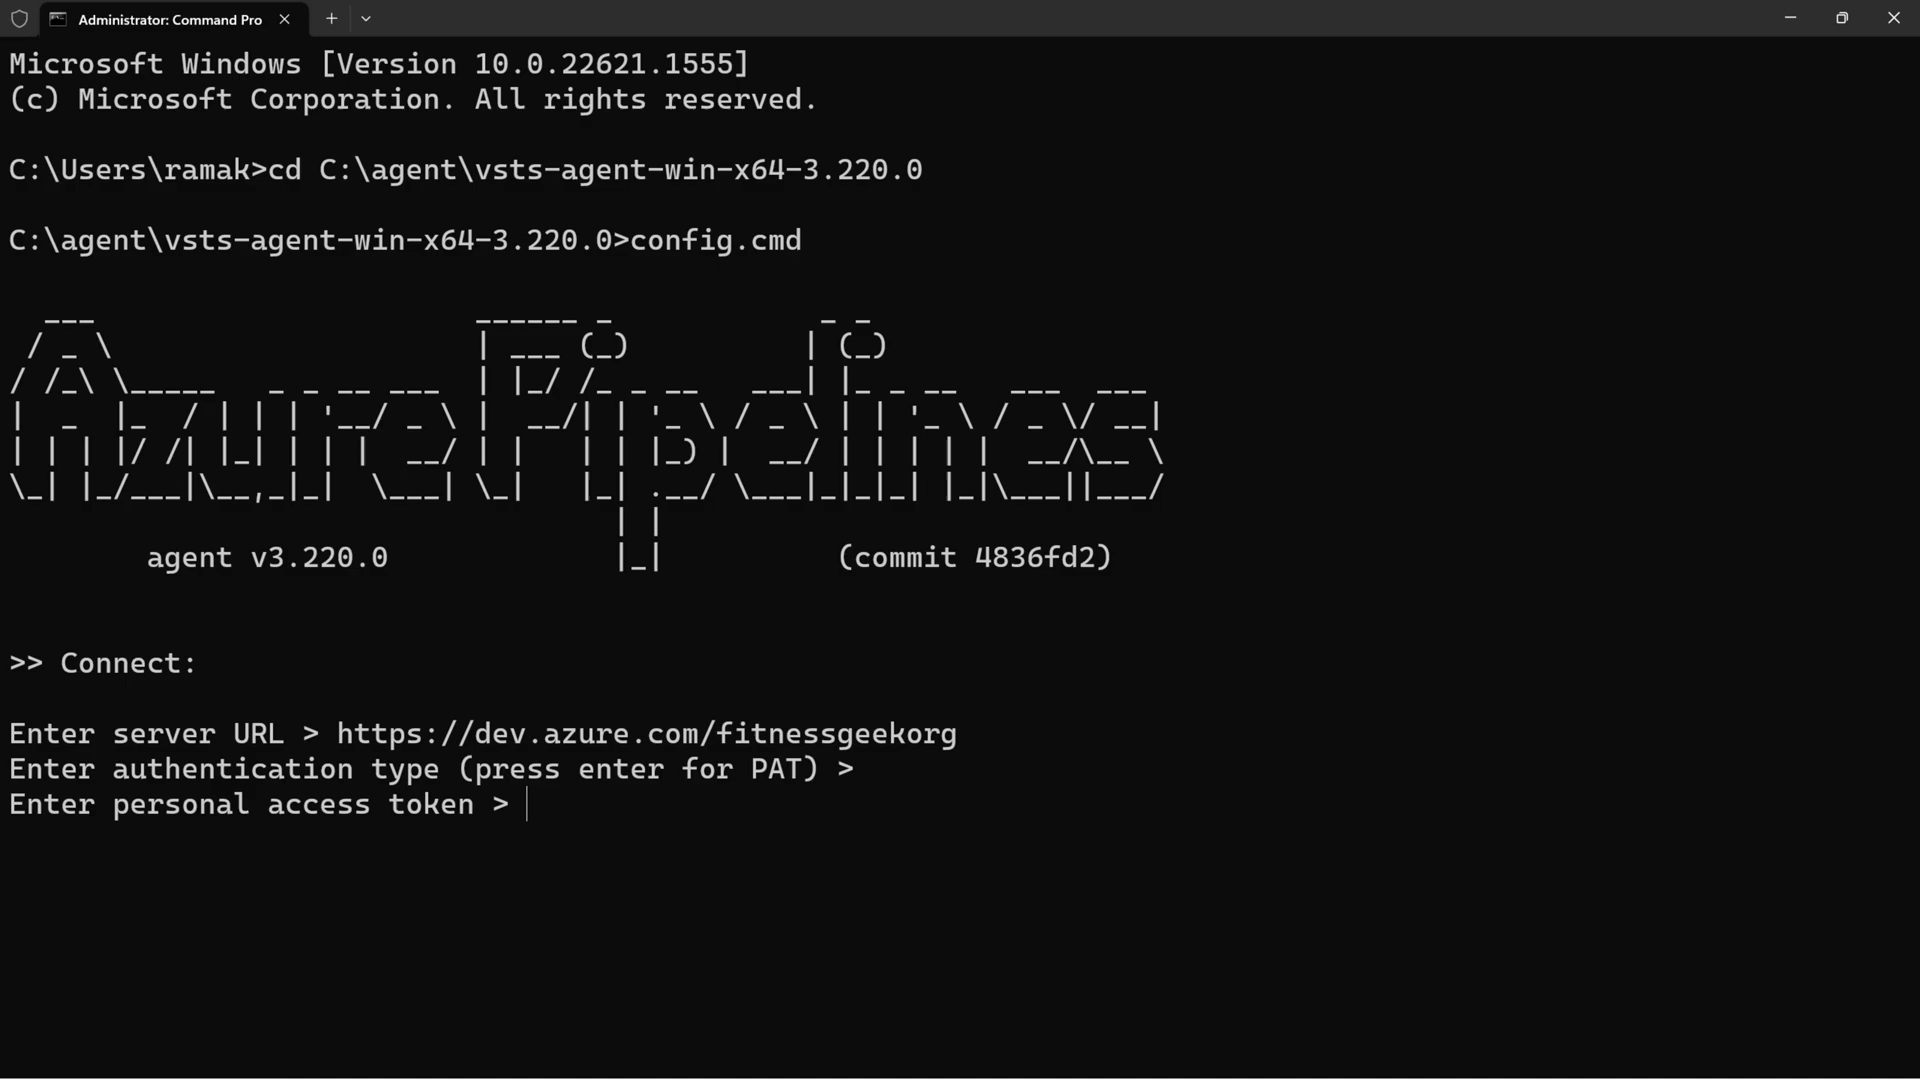 Administrator: Command Pro
Microsoft Windows [Version 10.0.22621.1555]
(c) Microsoft Corporation. All rights reserved.
C:\Users\ramak>cd C:\agent\vsts-agent-win-x64-3.220.0
C:\agent\vsts-agent-win-x64-3.220.0>config.cmd
Azure Pipelines
agent v3.220.0 (commit 4836fd2)
>> Connect:
Enter server URL > https://dev.azure.com/fitnessgeekorg
Enter authentication type (press enter for PAT) >
Enter personal access token >